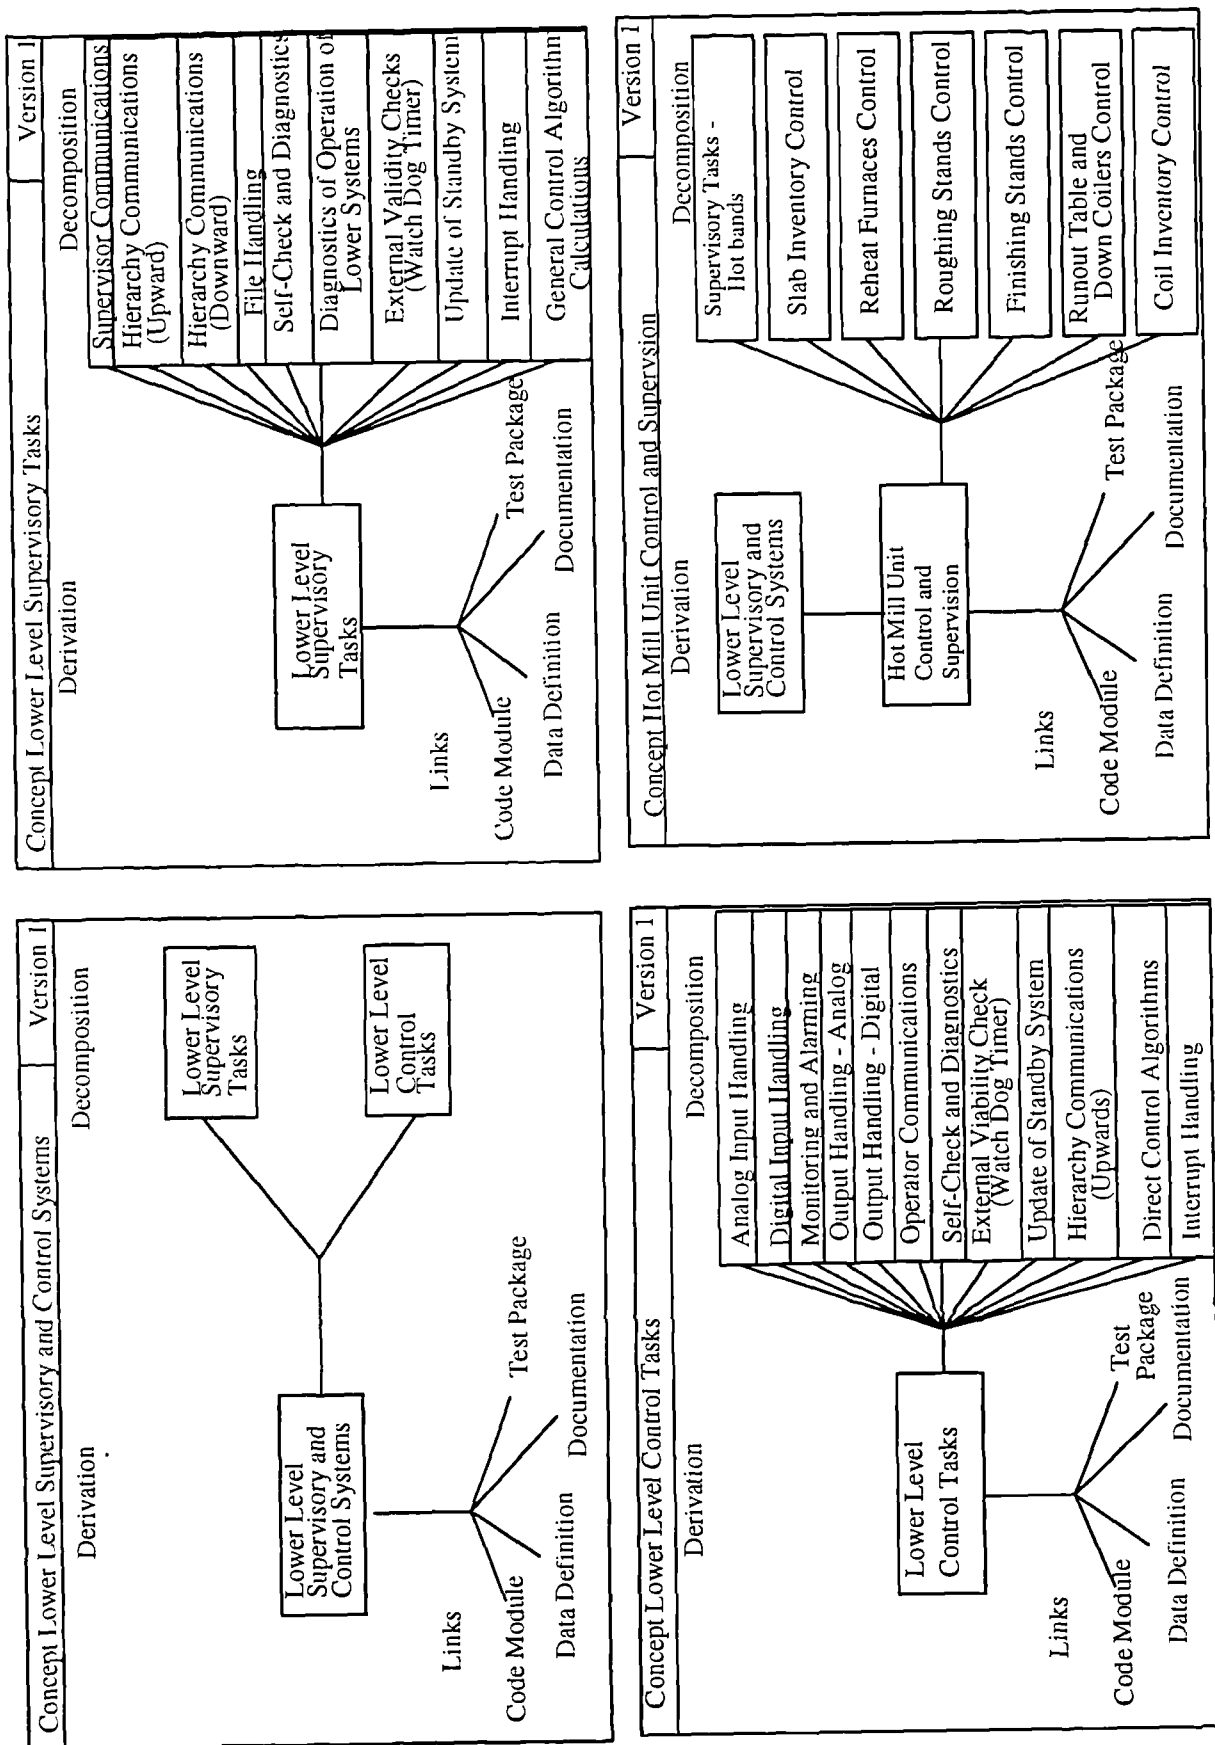 Concept Lower Level Supervisory and Control Systems
Version 1
Derivation
Decomposition
Lower Level
Supervisory and
Control Systems
Lower Level
Supervisory
Tasks
Lower Level
Control
Tasks
Links
Code Module
Data Definition
Documentation
Test Package
Concept Lower Level Supervisory Tasks
Version 1
Derivation
Decomposition
Lower Level
Supervisory
Tasks
Supervisor Communications
Hierarchy Communications
(Upward)
Hierarchy Communications
(Downward)
File Handling
Self-Check and Diagnostics
Diagnostics of Operation of
Lower Systems
External Validity Checks
(Watch Dog Timer)
Update of Standby System
Interrupt Handling
General Control Algorithm
Calculations
Links
Code Module
Data Definition
Documentation
Test Package
Concept Lower Level Control Tasks
Version 1
Derivation
Decomposition
Lower Level
Control Tasks
Analog Input Handling
Digital Input Handling
Monitoring and Alarming
Output Handling - Analog
Output Handling - Digital
Operator Communications
Self-Check and Diagnostics
External Viability Check
(Watch Dog Timer)
Update of Standby System
Hierarchy Communications
(Upwards)
Direct Control Algorithms
Interrupt Handling
Links
Code Module
Data Definition
Documentation
Test
Package
Concept Hot Mill Unit Control and Supervsion
Version 1
Derivation
Decomposition
Lower Level
Supervisory and
Control Systems
Hot Mill Unit
Control and
Supervision
Supervisory Tasks -
Hot bands
Slab Inventory Control
Reheat Furnaces Control
Roughing Stands Control
Finishing Stands Control
Runout Table and
Down Coilers Control
Coil Inventory Control
Links
Code Module
Data Definition
Documentation
Test Package